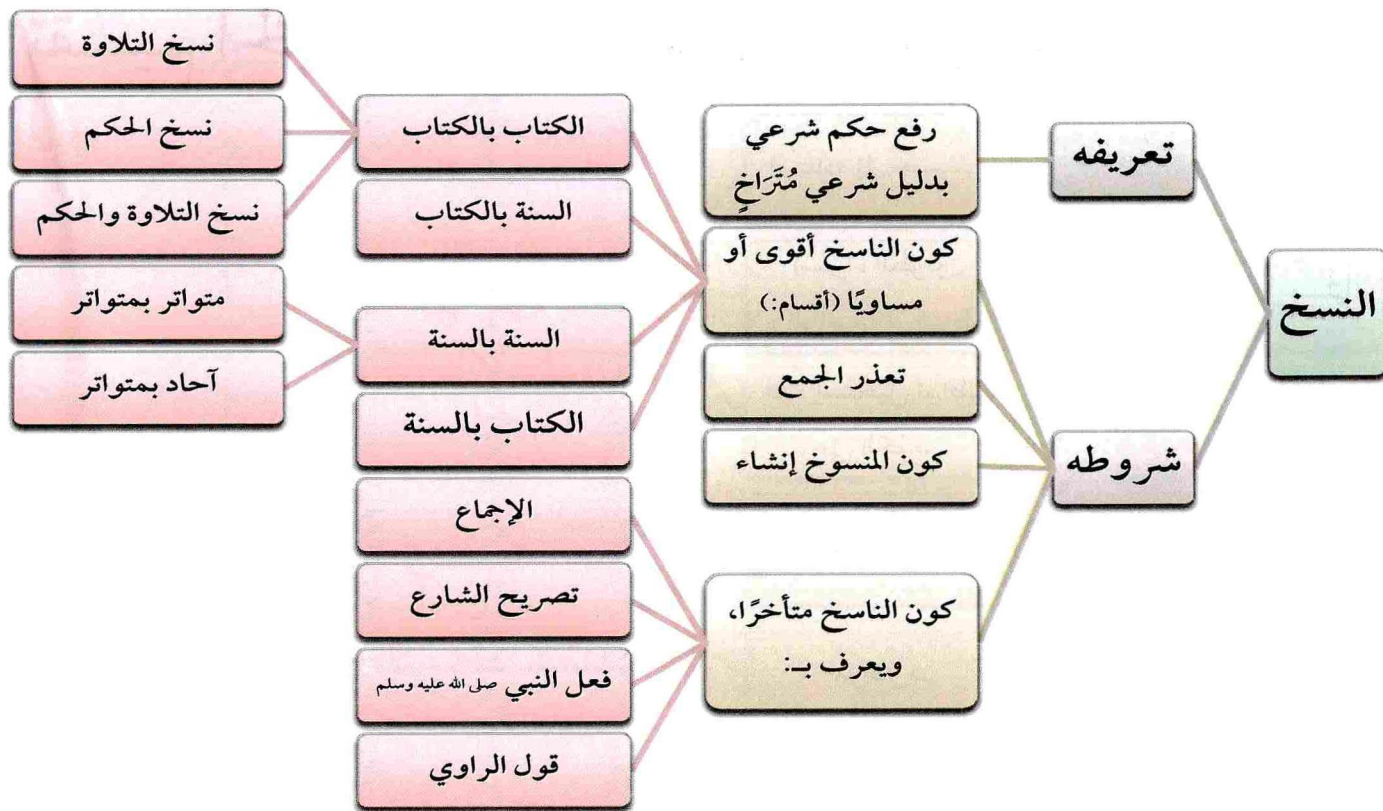 النسخ
تعريفه
رفع حكم شرعي
بدليل شرعي مُتَرَاخٍ
شروطه
كون الناسخ أقوى أو
مساويًا (أقسام:)
الكتاب بالكتاب
نسخ التلاوة
نسخ الحكم
نسخ التلاوة والحكم
السنة بالكتاب
السنة بالسنة
متواتر بمتواتر
آحاد بمتواتر
الكتاب بالسنة
تعذر الجمع
كون المنسوخ إنشاء
كون الناسخ متأخرًا،
ويعرف بـ:
الإجماع
تصريح الشارع
فعل النبي صلى الله عليه وسلم
قول الراوي